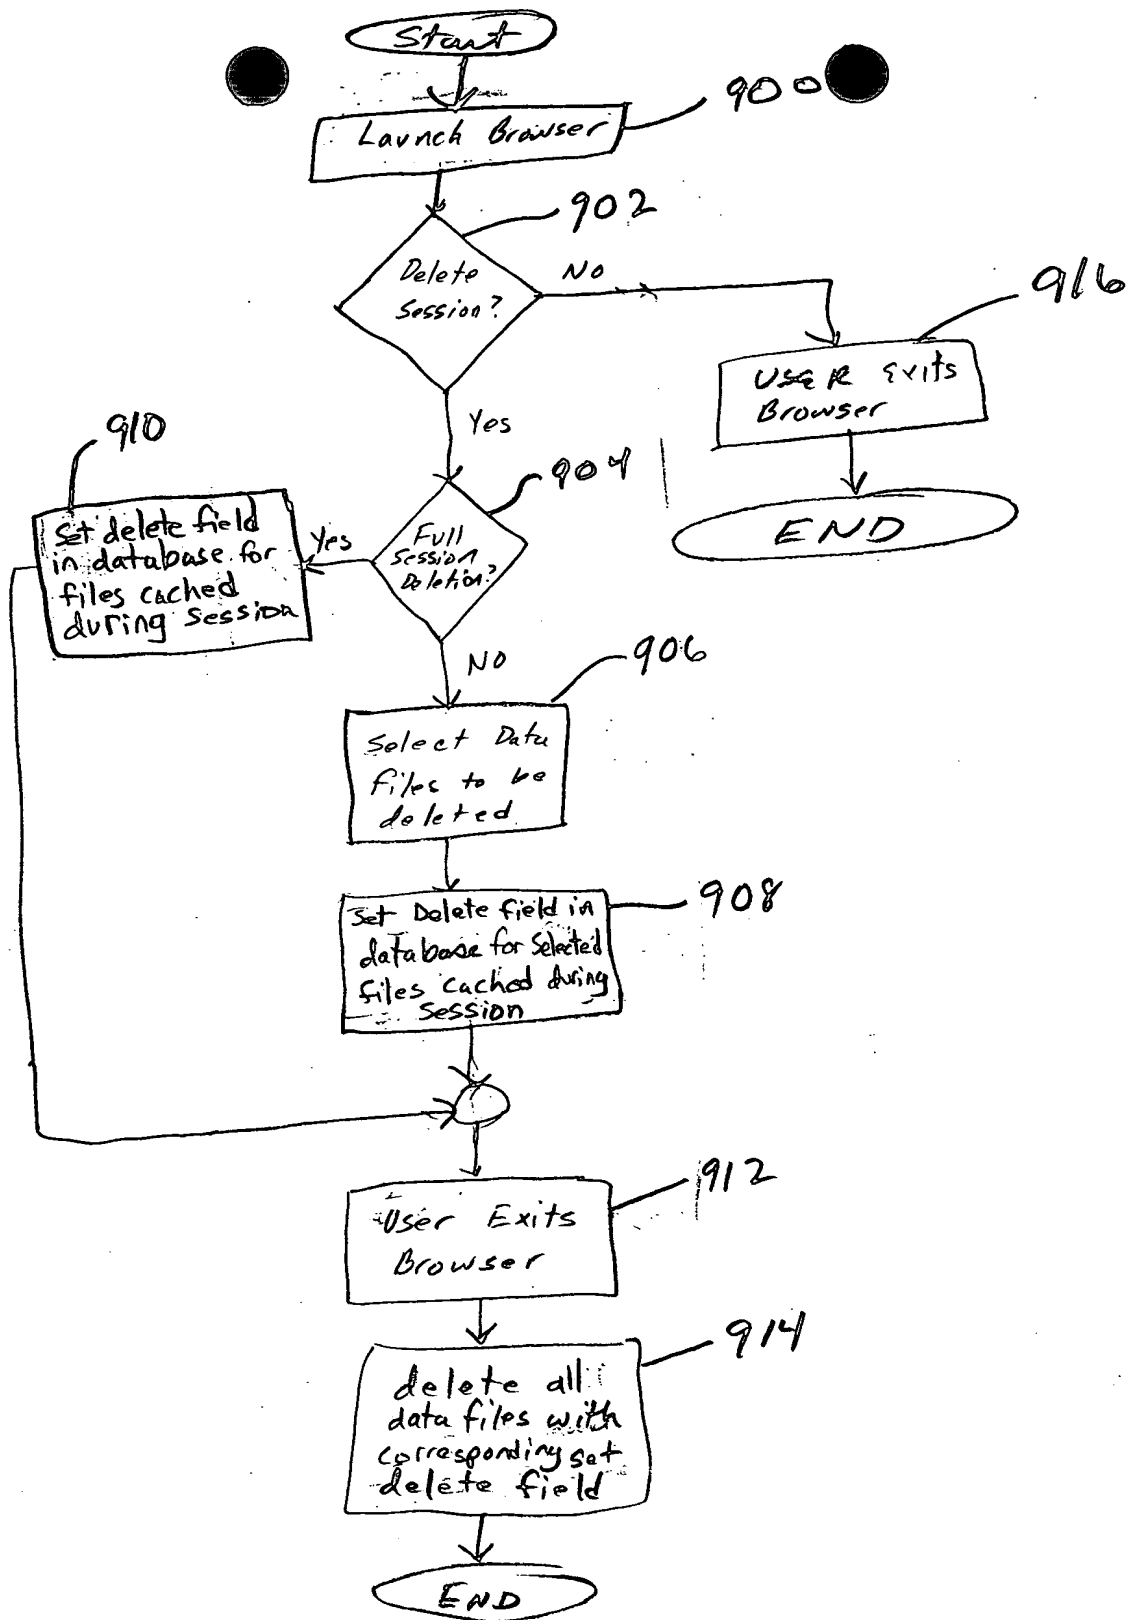 Start
900
Launch Browser
902
Delete
Session?
NO
916
User Exits
Browser
END
Yes
904
910
Set delete field
in database for
files cached
during Session
Yes
Full
Session
Deletion?
NO
906
Select Data
files to be
deleted
908
Set Delete field in
database for Selected
files cached during
Session
912
User Exits
Browser
914
delete all
data files with
corresponding set
delete field
END